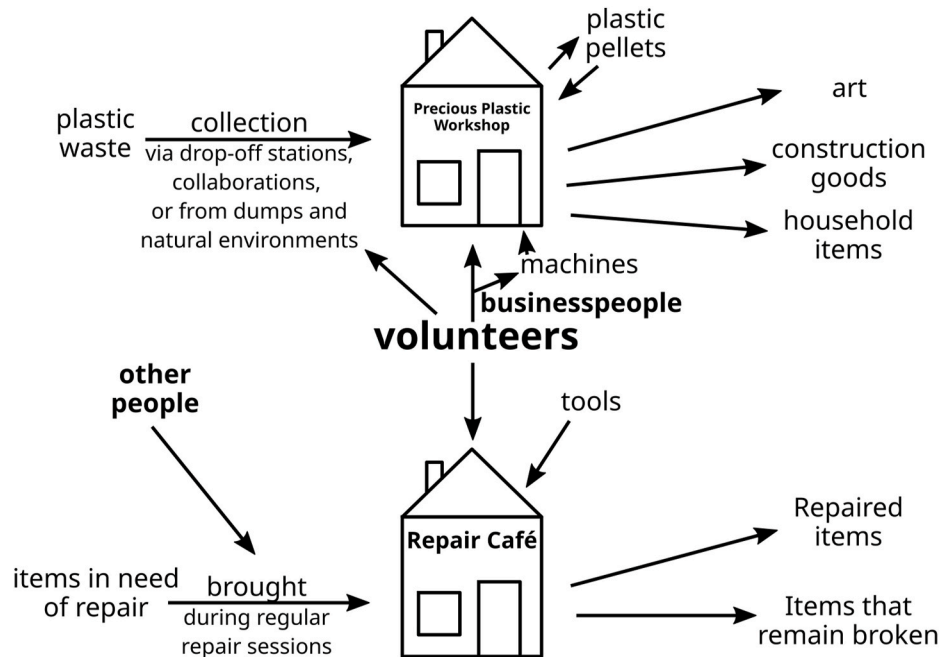 plastic
pellets
Precious Plastic
Workshop
plastic
waste
collection
via drop-off stations,
collaborations,
or from dumps and
natural environments
art
construction
goods
household
items
machines
businesspeople
volunteers
other
people
tools
Repair Café
items in need
of repair
brought
during regular
repair sessions
Repaired
items
Items that
remain broken